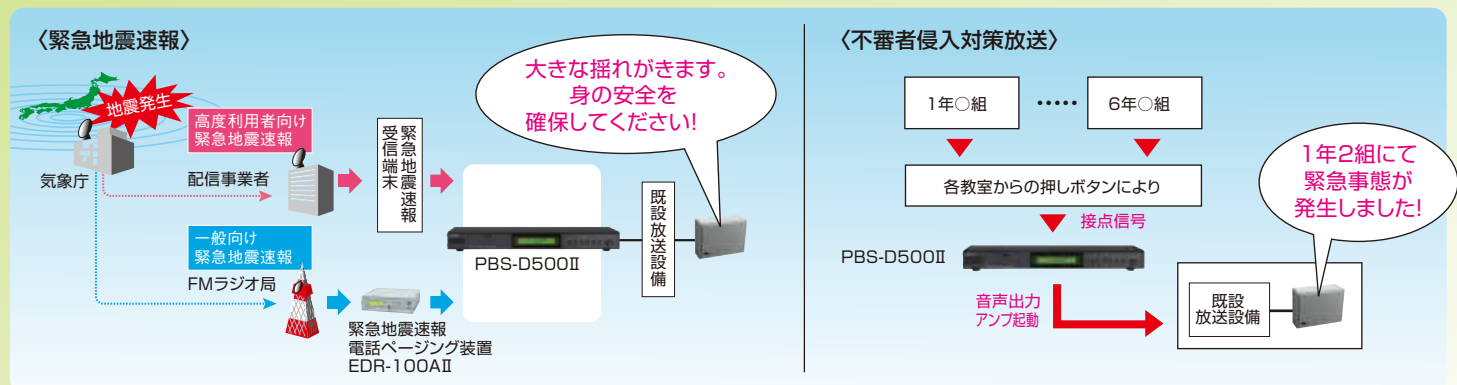 〈緊急地震速報〉
地震発生
気象庁
高度利用者向け
緊急地震速報
配信事業者
緊急地震速報
受信端末
一般向け
緊急地震速報
FMラジオ局
緊急地震速報
電話ページング装置
EDR-100AⅡ
PBS-D500Ⅱ
既設放送設備
大きな揺れがきます。
身の安全を
確保してください!
〈不審者侵入対策放送〉
1年○組
•••••
6年○組
各教室からの押しボタンにより
接点信号
PBS-D500Ⅱ
音声出力
アンプ起動
既設
放送設備
1年2組にて
緊急事態が
発生しました!